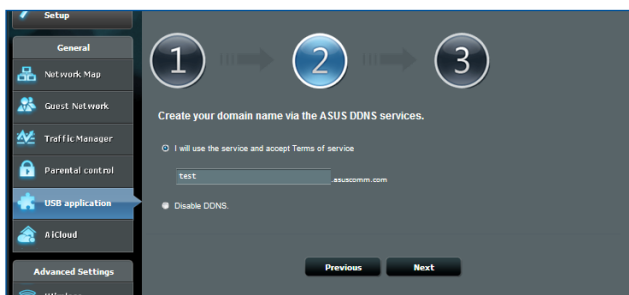 Setup
General
Network Map
Guest Network
Traffic Manager
Parental control
USB application
AiCloud
Advanced Settings
Wireless
1
2
3
Create your domain name via the ASUS DDNS services.
I will use the service and accept Terms of service
test .asuscomm.com
Disable DDNS.
Previous Next